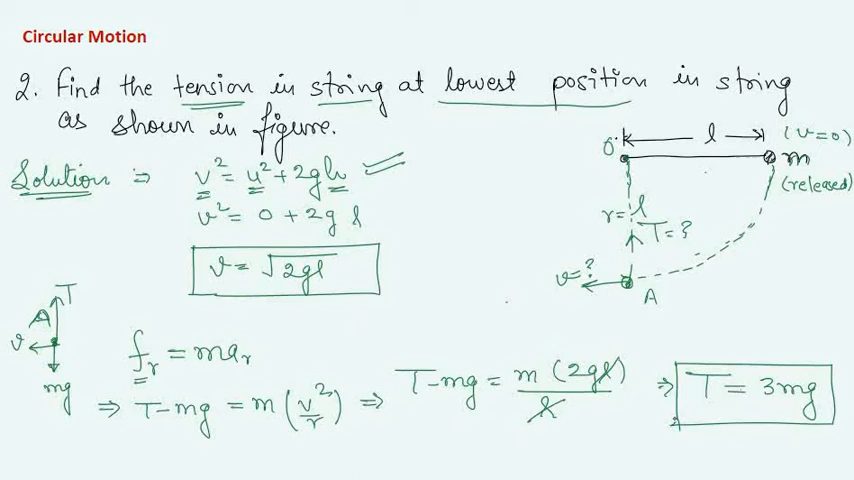 Circular Motion
2. Find the tension in string at lowest position in string
as shown in figure.
O l (v=0)
m
(released)
Solution ⇒ v² = u² + 2gh
v² = 0 + 2g l
r = l
T = ?
v = √2gl
v = ?
A
T
A
v
mg
fr = mar
⇒ T - mg = m (v²/r) ⇒ T - mg = m (2gl)/l ⇒ T = 3mg